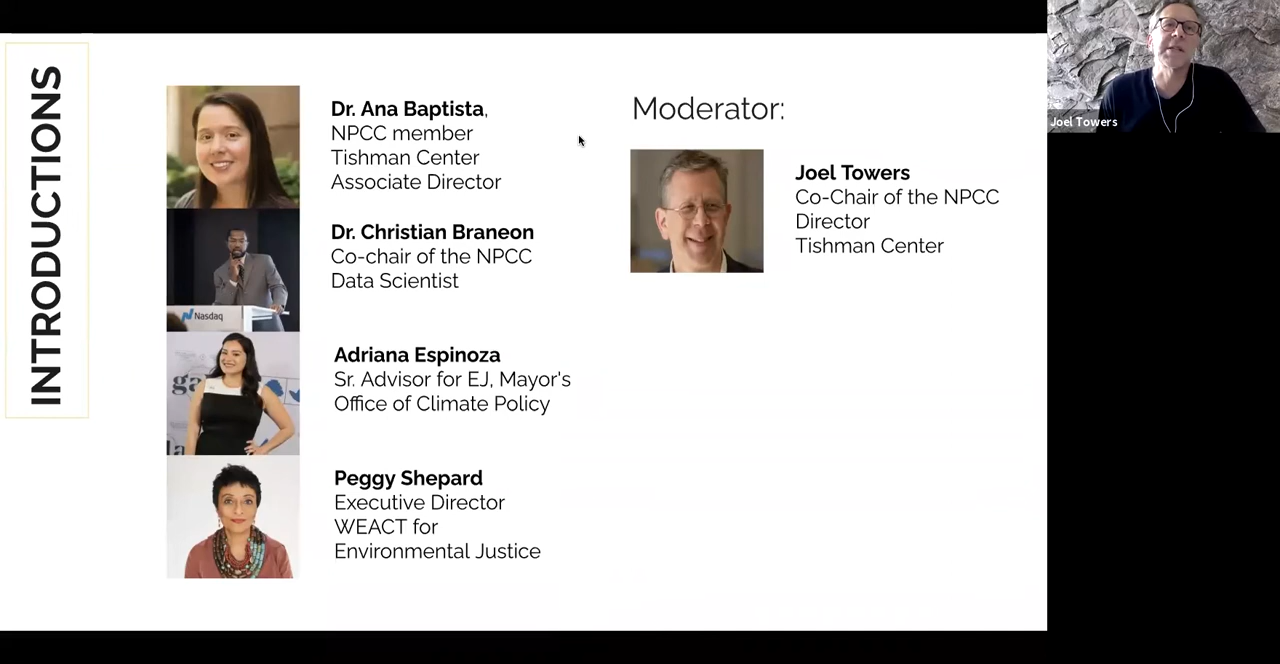 INTRODUCTIONS
Dr. Ana Baptista,
NPCC member
Tishman Center
Associate Director
Dr. Christian Braneon
Co-chair of the NPCC
Data Scientist
Nasdaq
Adriana Espinoza
Sr. Advisor for EJ, Mayor's
Office of Climate Policy
ga
la
Peggy Shepard
Executive Director
WEACT for
Environmental Justice
Moderator:
Joel Towers
Co-Chair of the NPCC
Director
Tishman Center
Joel Towers